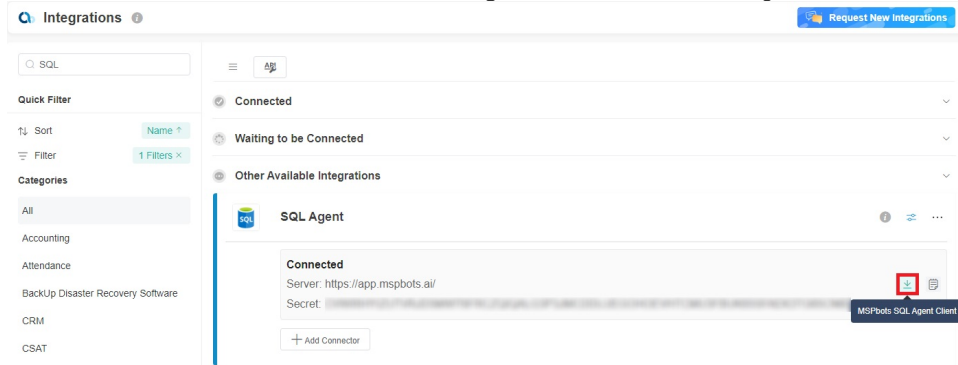 Integrations
Request New Integrations
SQL
Quick Filter
Sort Name ↑
Filter 1 Filters ×
Categories
All
Accounting
Attendance
BackUp Disaster Recovery Software
CRM
CSAT
API
Connected
Waiting to be Connected
Other Available Integrations
SQL
SQL Agent
Connected
Server: https://app.mspbots.ai/
Secret:
MSPbots SQL Agent Client
+ Add Connector